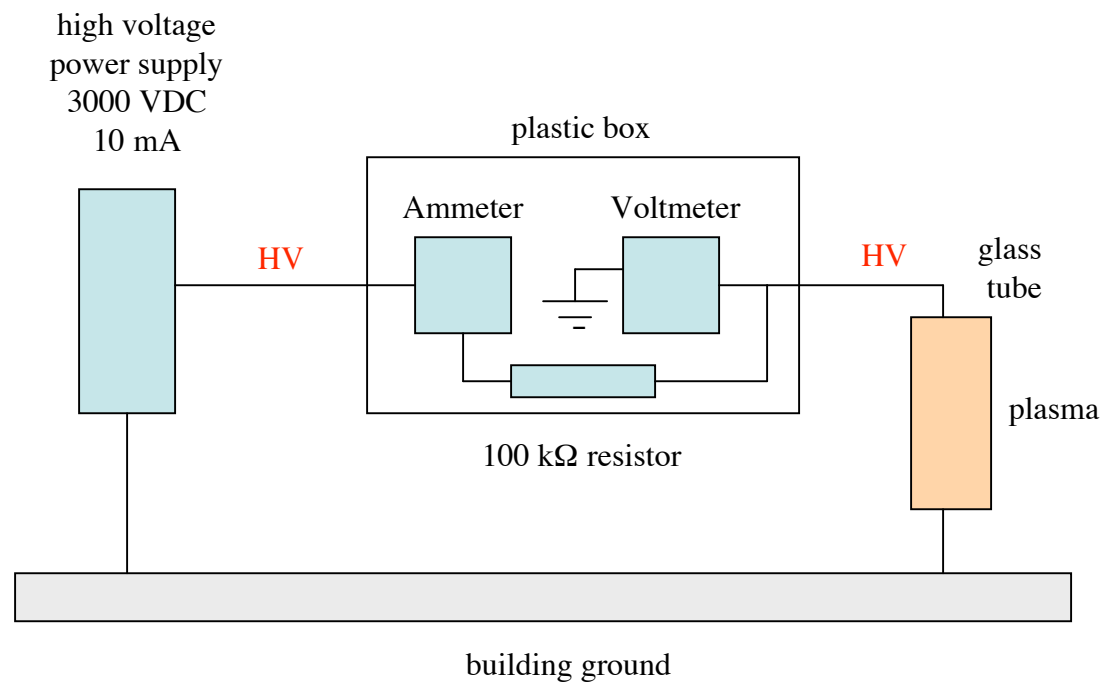 high voltage
power supply
3000 VDC
10 mA
plastic box
Ammeter
Voltmeter
HV
HV
glass
tube
plasma
100 kΩ resistor
building ground